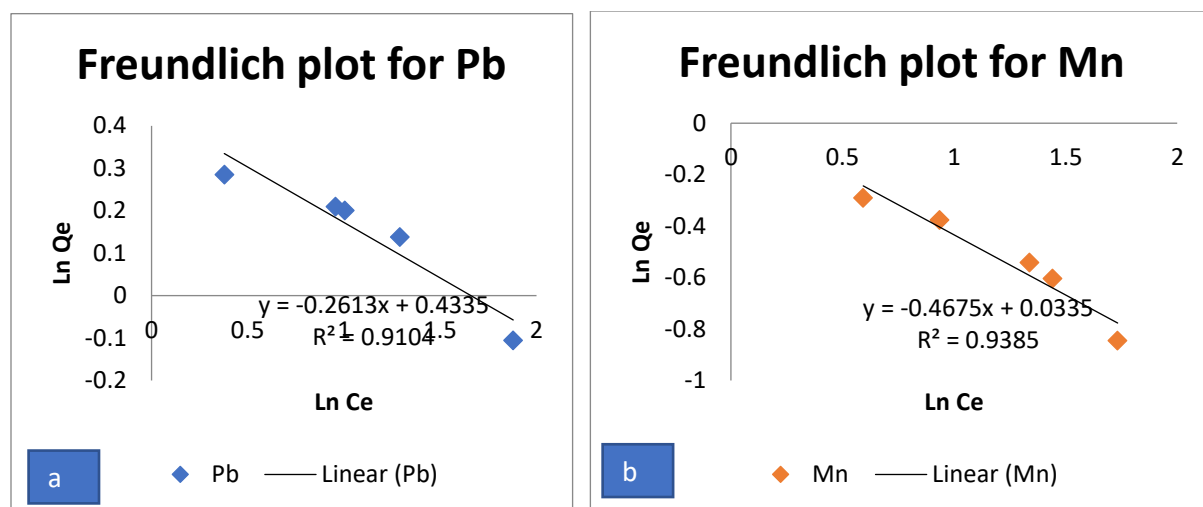 Freundlich plot for Pb
0.4
0.3
0.2
0.1
0
-0.1
-0.2
Ln Qe
0 0.5 1 1.5 2
y = -0.2613x + 0.4335
R² = 0.9104
Ln Ce
a
Pb Linear (Pb)
Freundlich plot for Mn
0
-0.2
-0.4
-0.6
-0.8
-1
Ln Qe
0 0.5 1 1.5 2
y = -0.4675x + 0.0335
R² = 0.9385
Ln Ce
b
Mn Linear (Mn)